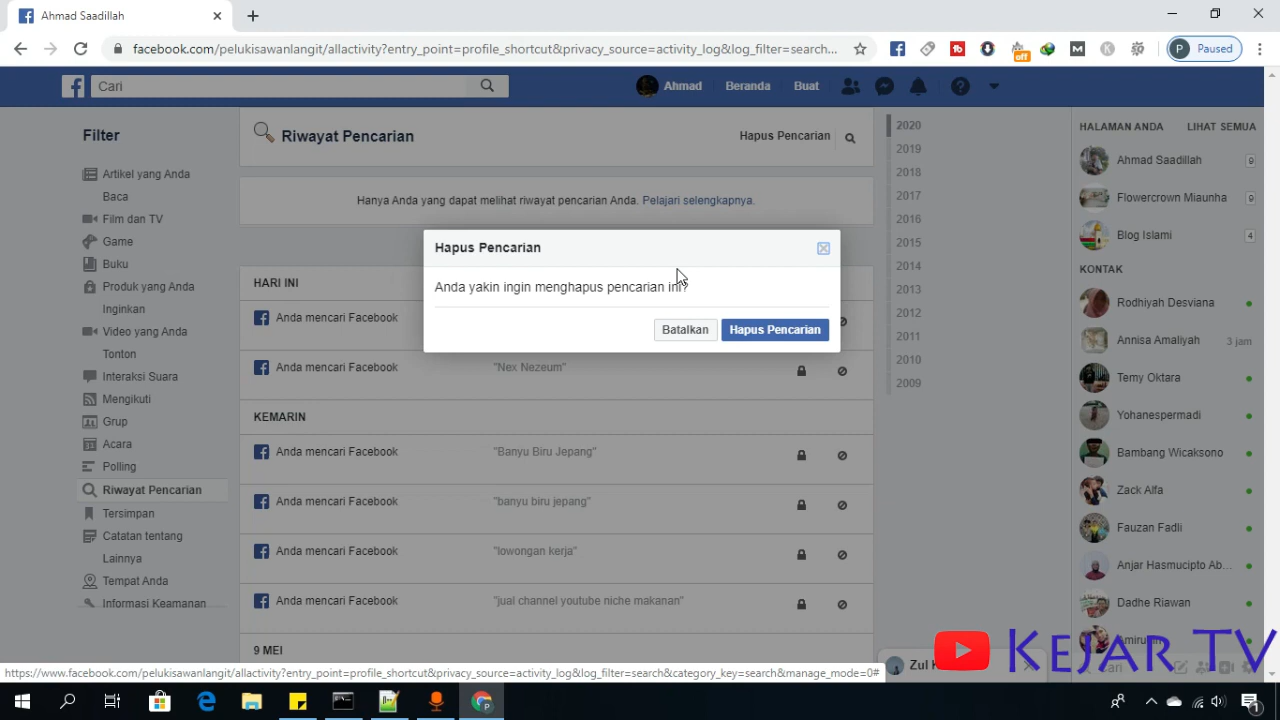 Ahmad Saadillah
facebook.com/pelukisawanlangit/allactivity?entry_point=profile_shortcut&privacy_source=activity_log&log_filter=search...
P Paused
off
Cari
Ahmad
Beranda
Buat
Filter
Artikel yang Anda
Baca
Film dan TV
Game
Buku
Produk yang Anda
Inginkan
Video yang Anda
Tonton
Interaksi Suara
Mengikuti
Grup
Acara
Polling
Riwayat Pencarian
Tersimpan
Catatan tentang
Lainnya
Tempat Anda
Informasi Keamanan
Riwayat Pencarian
Hapus Pencarian
Hanya Anda yang dapat melihat riwayat pencarian Anda. Pelajari selengkapnya.
Hapus Pencarian
Anda yakin ingin menghapus pencarian ini?
Batalkan
Hapus Pencarian
HARI INI
Anda mencari Facebook
Anda mencari Facebook "Nex Nezeum"
KEMARIN
Anda mencari Facebook "Banyu Biru Jepang"
Anda mencari Facebook "banyu biru jepang"
Anda mencari Facebook "lowongan kerja"
Anda mencari Facebook "jual channel youtube niche makanan"
9 MEI
2020
2019
2018
2017
2016
2015
2014
2013
2012
2011
2010
2009
HALAMAN ANDA LIHAT SEMUA
Ahmad Saadillah 9
Flowercrown Miaunha 9
Blog Islami 4
KONTAK
Rodhiyah Desviana
Annisa Amaliyah 3 jam
Temy Oktara
Yohanespermadi
Bambang Wicaksono
Zack Alfa
Fauzan Fadli
Anjar Hasmucipto Ab...
Dadhe Riawan
Zul
Cari
KEJAR TV
https://www.facebook.com/pelukisawanlangit/allactivity?entry_point=profile_shortcut&privacy_source=activity_log&log_filter=search&category_key=search&manage_mode=0#
1